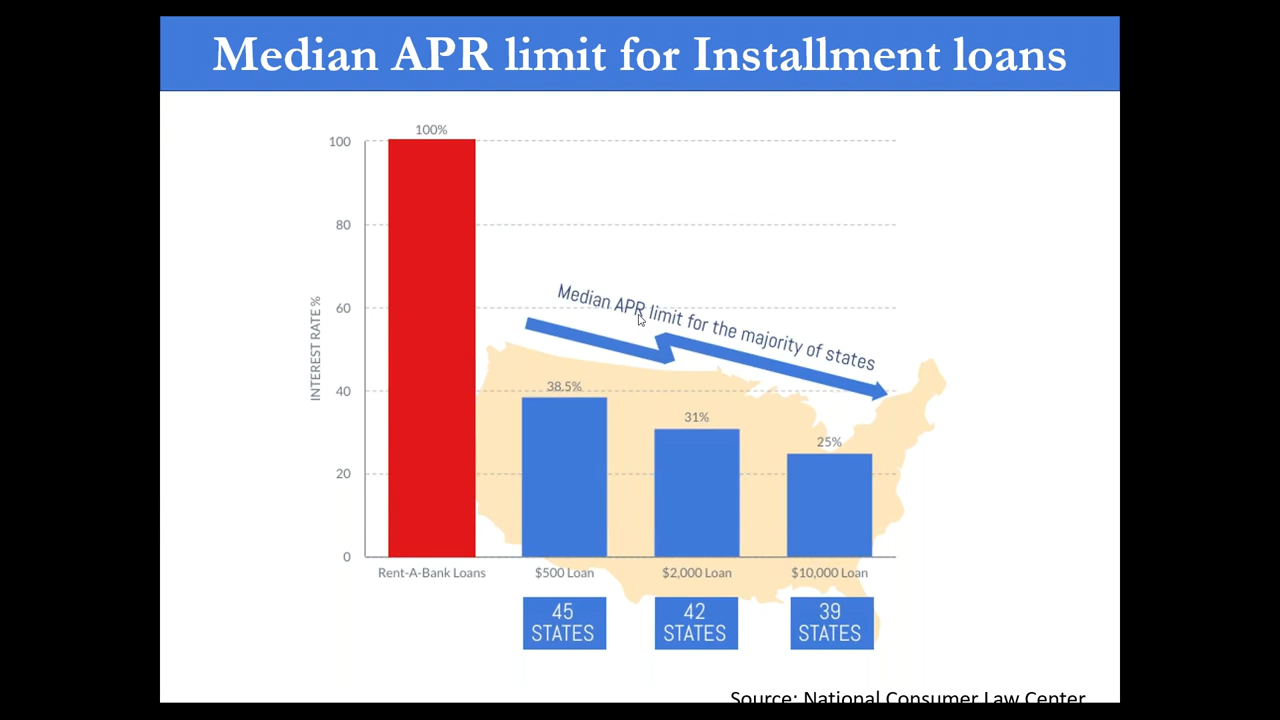 Median APR limit for Installment loans
100%
100
80
60
40
20
0
INTEREST RATE %
Median APR limit for the majority of states
38.5%
31%
25%
Rent-A-Bank Loans
$500 Loan
$2,000 Loan
$10,000 Loan
45
STATES
42
STATES
39
STATES
Source: National Consumer Law Center